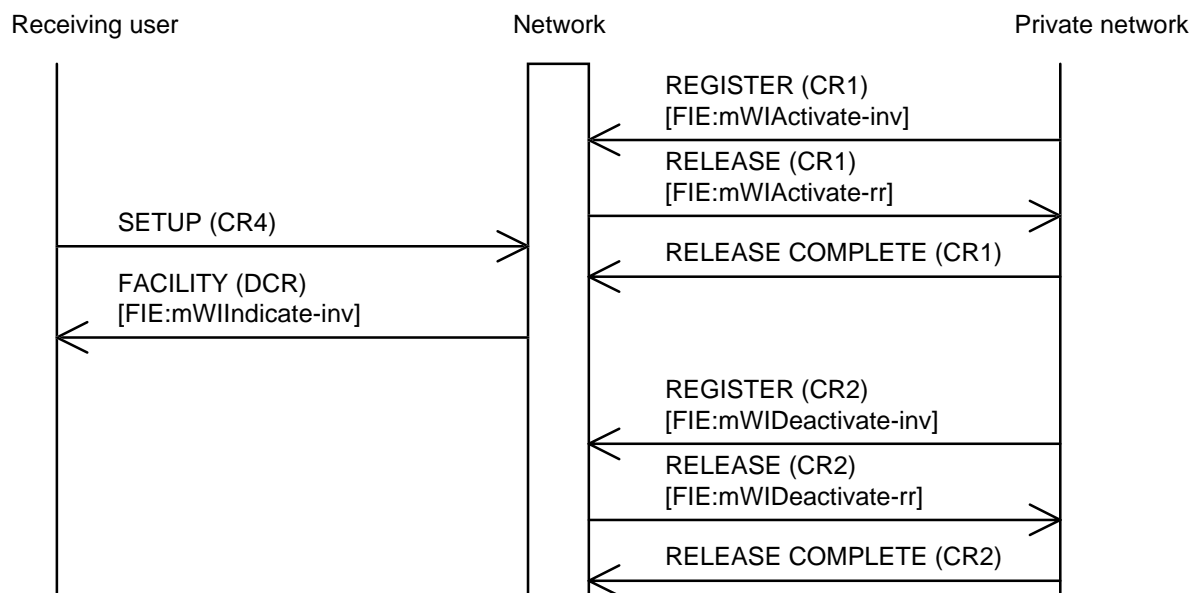 Receiving user
Network
Private network
REGISTER (CR1)
[FIE:mWIActivate-inv]
RELEASE (CR1)
[FIE:mWIActivate-rr]
SETUP (CR4)
RELEASE COMPLETE (CR1)
FACILITY (DCR)
[FIE:mWIIndicate-inv]
REGISTER (CR2)
[FIE:mWIDeactivate-inv]
RELEASE (CR2)
[FIE:mWIDeactivate-rr]
RELEASE COMPLETE (CR2)